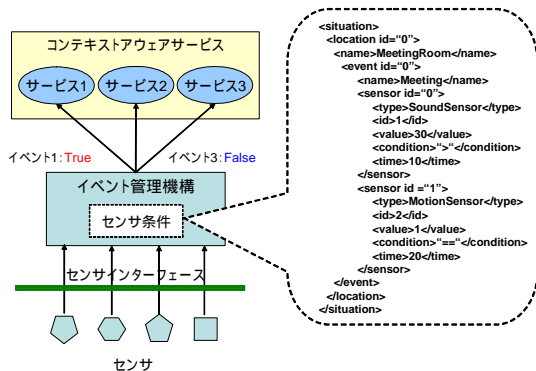 コンテキストアウェアサービス
サービス1
サービス2
サービス3
イベント1:True
イベント3:False
イベント管理機構
センサ条件
センサインターフェース
センサ
<situation>
<location id=“0”>
<name>MeetingRoom</name>
<event id=“0”>
<name>Meeting</name>
<sensor id=“0”>
<type>SoundSensor</type>
<id>1</id>
<value>30</value>
<condition>“>“</condition>
<time>10</time>
</sensor>
<sensor id =“1”>
<type>MotionSensor</type>
<id>2</id>
<value>1</value>
<condition>“==“</condition>
<time>20</time>
</sensor>
</event>
</location>
</situation>